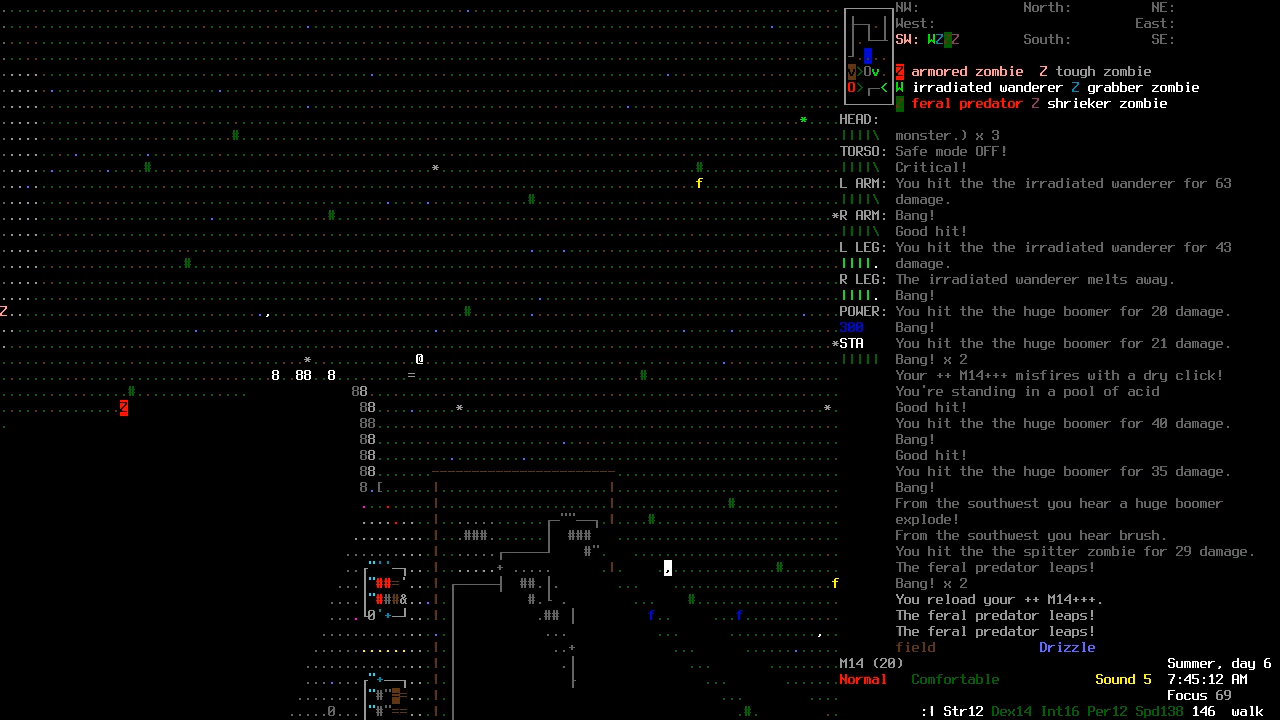 NW: North: NE:
West: East:
SW: WZ Z South: SE:
Z armored zombie Z tough zombie
W irradiated wanderer Z grabber zombie
feral predator Z shrieker zombie
HEAD:
monster.) x 3
TORSO: Safe mode OFF!
Critical!
L ARM: You hit the the irradiated wanderer for 63
damage.
R ARM: Bang!
Good hit!
L LEG: You hit the the irradiated wanderer for 43
damage.
R LEG: The irradiated wanderer melts away.
Bang!
POWER: You hit the the huge boomer for 20 damage.
300 Bang!
STA You hit the the huge boomer for 21 damage.
Bang! x 2
Your ++ M14+++ misfires with a dry click!
You're standing in a pool of acid
Good hit!
You hit the the huge boomer for 40 damage.
Bang!
Good hit!
You hit the the huge boomer for 35 damage.
Bang!
From the southwest you hear a huge boomer
explode!
From the southwest you hear brush.
You hit the the spitter zombie for 29 damage.
The feral predator leaps!
Bang! x 2
You reload your ++ M14+++.
The feral predator leaps!
The feral predator leaps!
field Drizzle
M14 (20) Summer, day 6
Normal Comfortable Sound 5 7:45:12 AM
Focus 69
:| Str12 Dex14 Int16 Per12 Spd138 146 walk